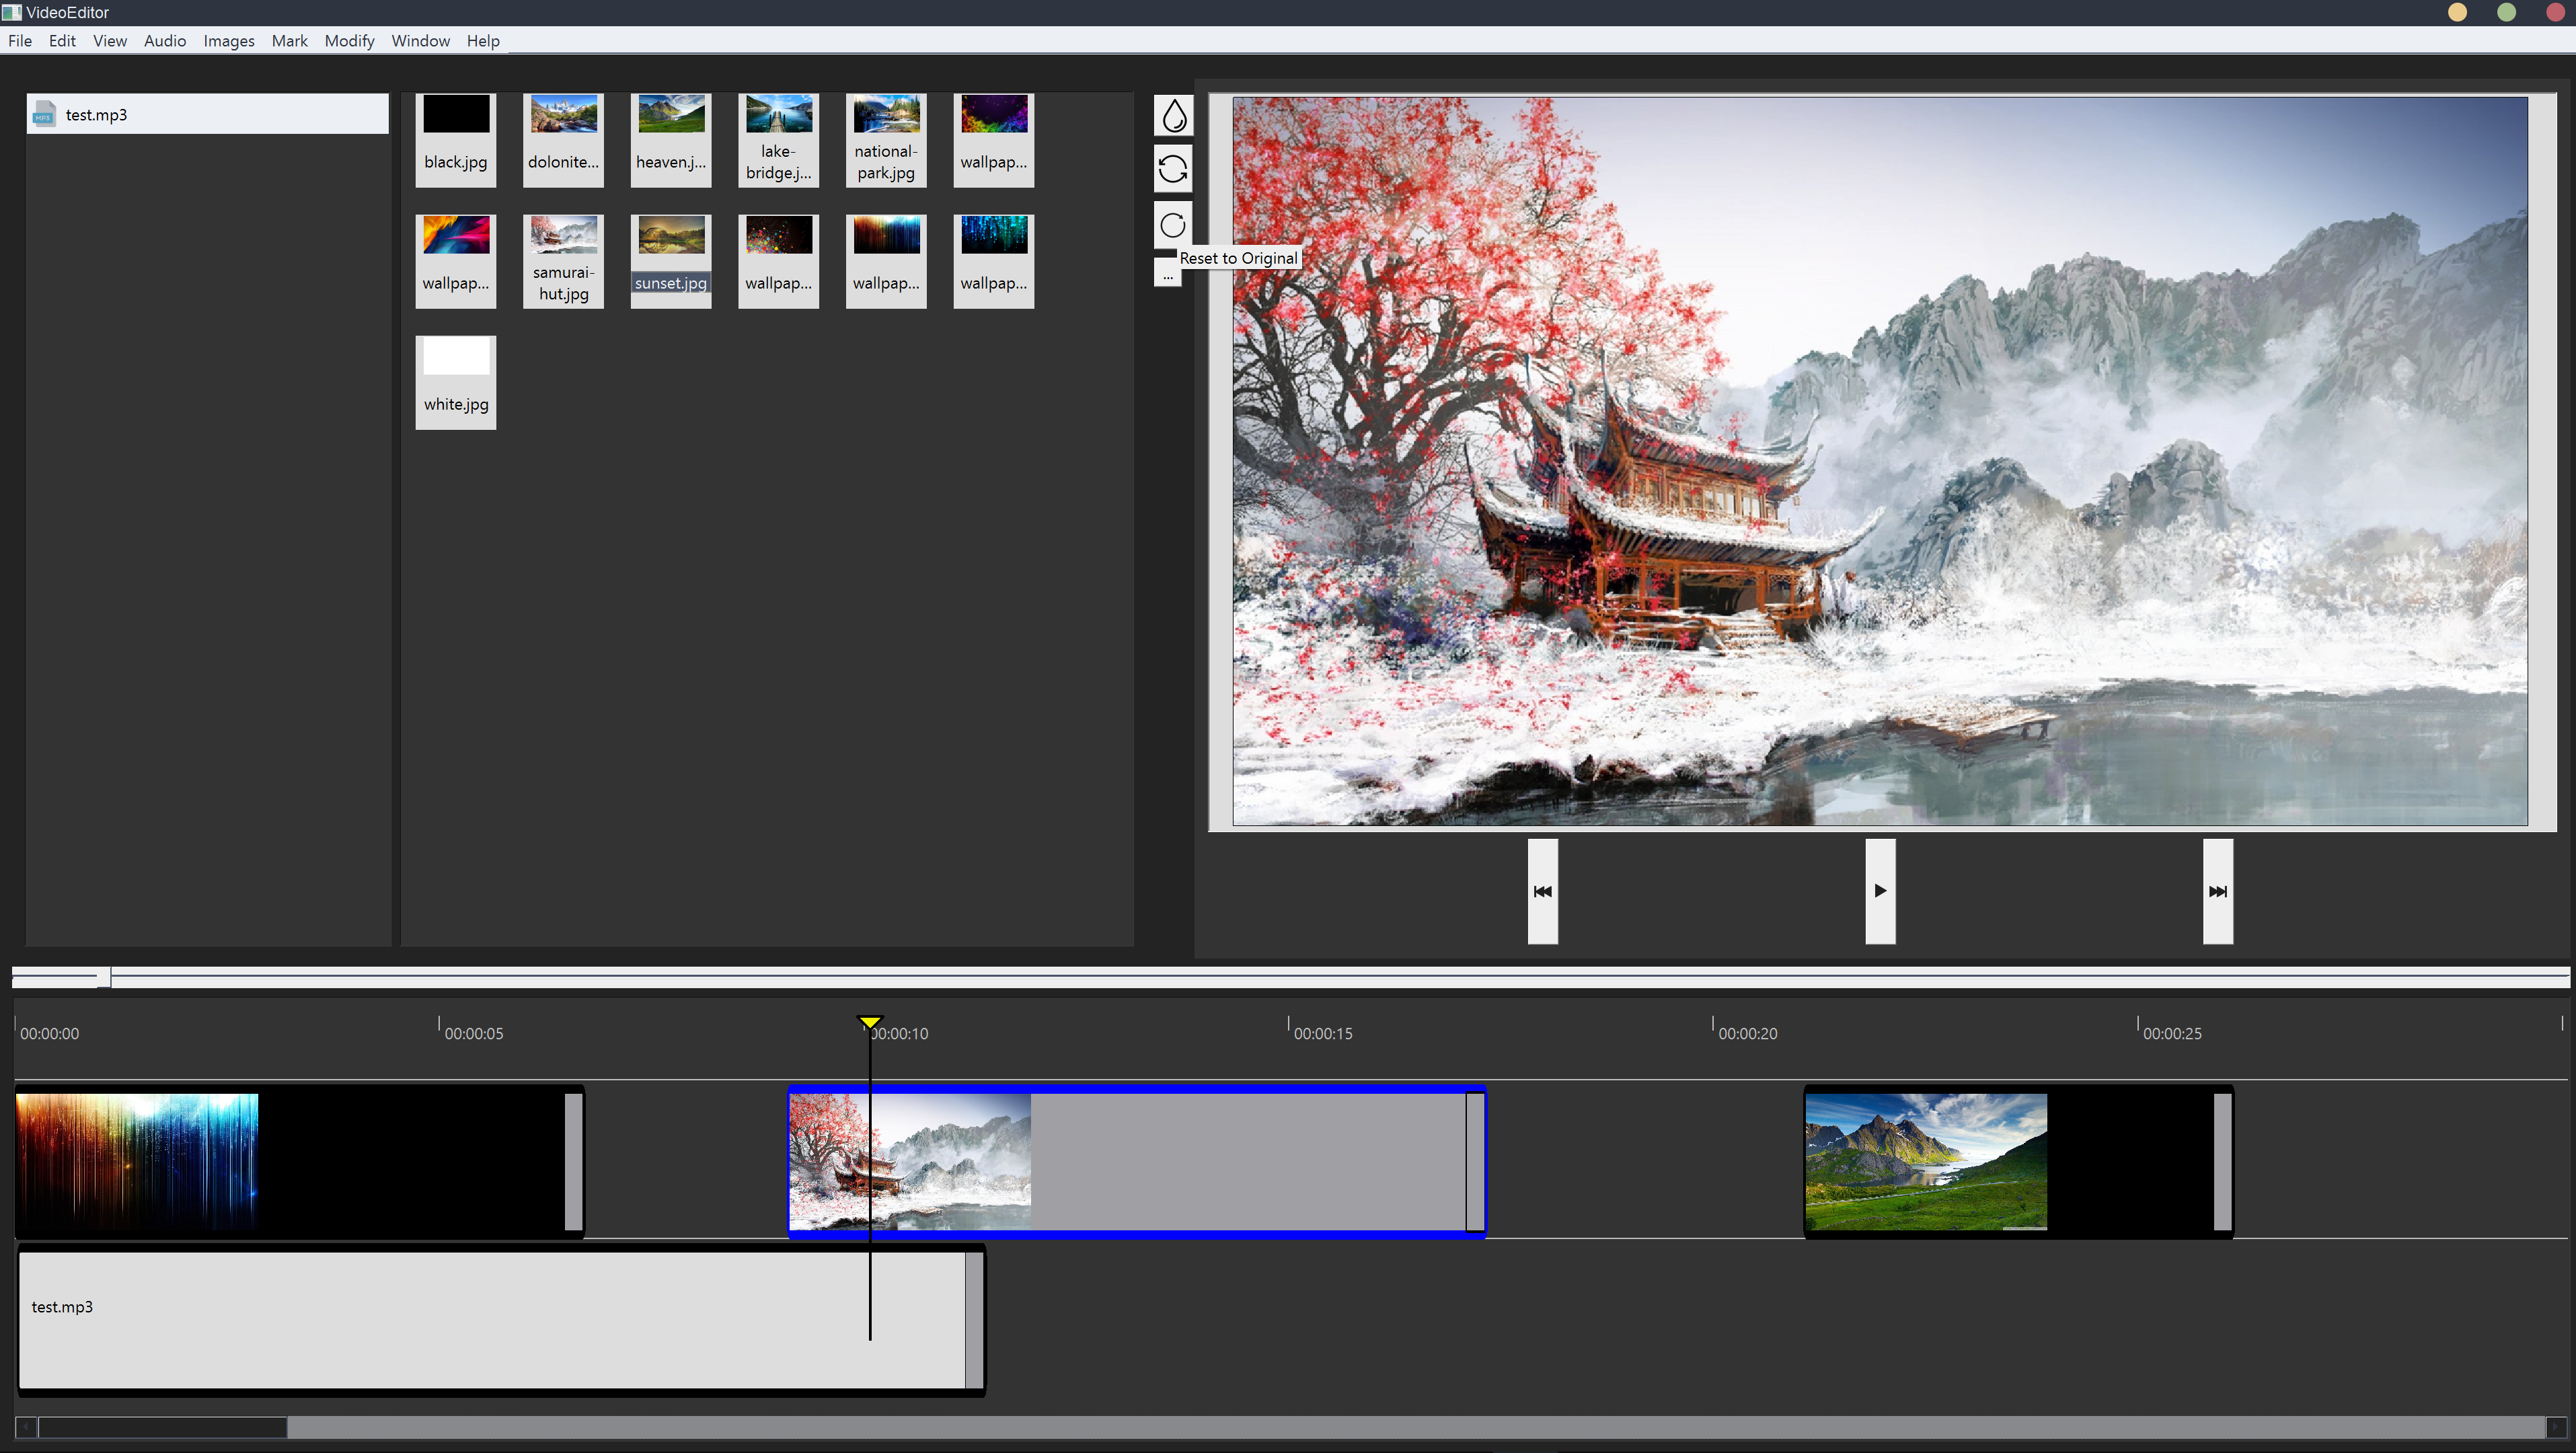 VideoEditor
File Edit View Audio Images Mark Modify Window Help
MP3 test.mp3
black.jpg dolonite... heaven.j... lake-bridge.j... national-park.jpg wallpap...
wallpap... samurai-hut.jpg sunset.jpg wallpap... wallpap... wallpap...
white.jpg
Reset to Original
...
00:00:00 00:00:05 00:00:10 00:00:15 00:00:20 00:00:25
test.mp3